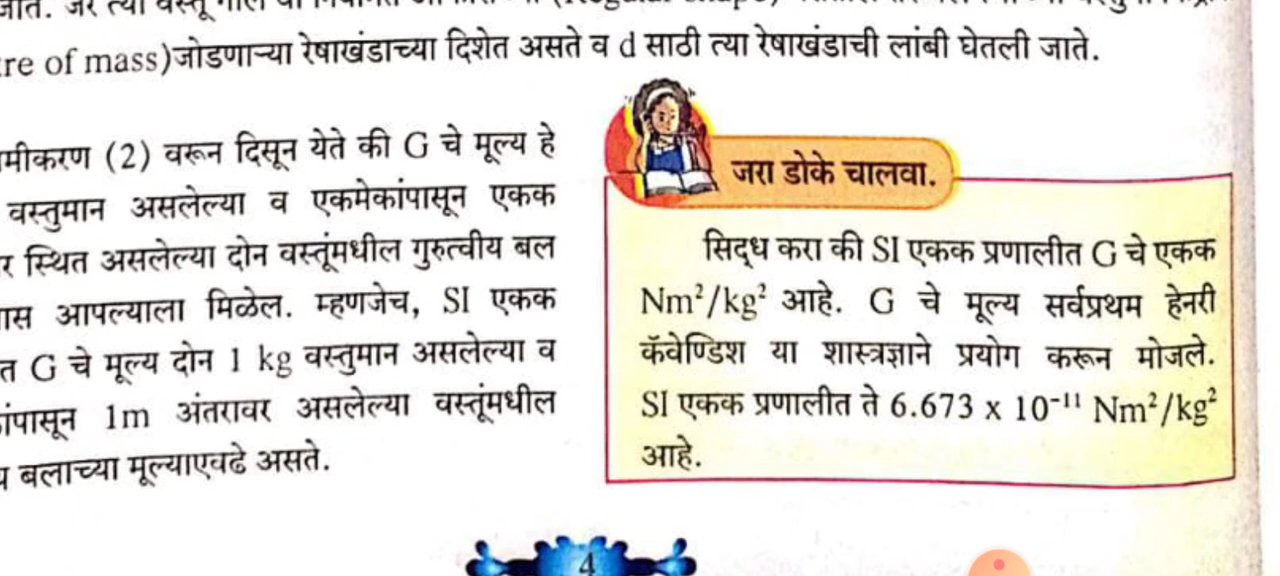 re of mass)जोडणाऱ्या रेषाखंडाच्या दिशेत असते व d साठी त्या रेषाखंडाची लांबी घेतली जाते.
मीकरण (2) वरून दिसून येते की G चे मूल्य हे
वस्तुमान असलेल्या व एकमेकांपासून एकक
र स्थित असलेल्या दोन वस्तूंमधील गुरुत्वीय बल
ास आपल्याला मिळेल. म्हणजेच, SI एकक
त G चे मूल्य दोन 1 kg वस्तुमान असलेल्या व
ांपासून 1m अंतरावर असलेल्या वस्तूंमधील
य बलाच्या मूल्याएवढे असते.
जरा डोके चालवा.
सिद्ध करा की SI एकक प्रणालीत G चे एकक
Nm²/kg² आहे. G चे मूल्य सर्वप्रथम हेनरी
कॅवेण्डिश या शास्त्रज्ञाने प्रयोग करून मोजले.
SI एकक प्रणालीत ते 6.673 x 10⁻¹¹ Nm²/kg²
आहे.
4